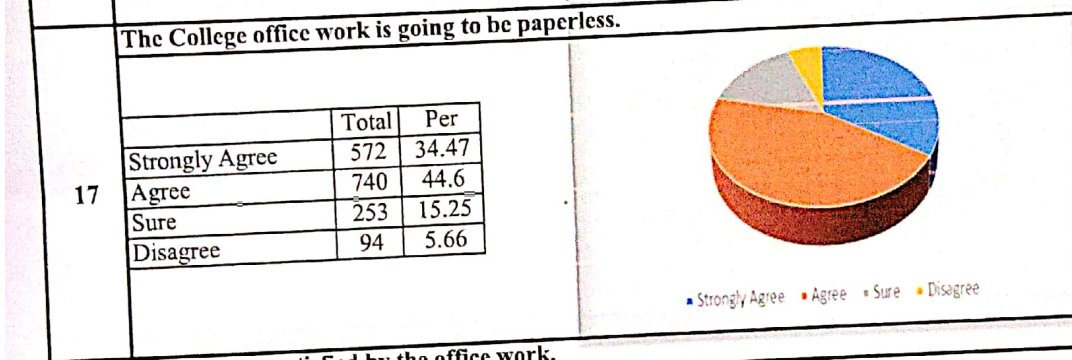 The College office work is going to be paperless.
17
Total Per
Strongly Agree 572 34.47
Agree 740 44.6
Sure 253 15.25
Disagree 94 5.66
Strongly Agree Agree Sure Disagree
by the office work.